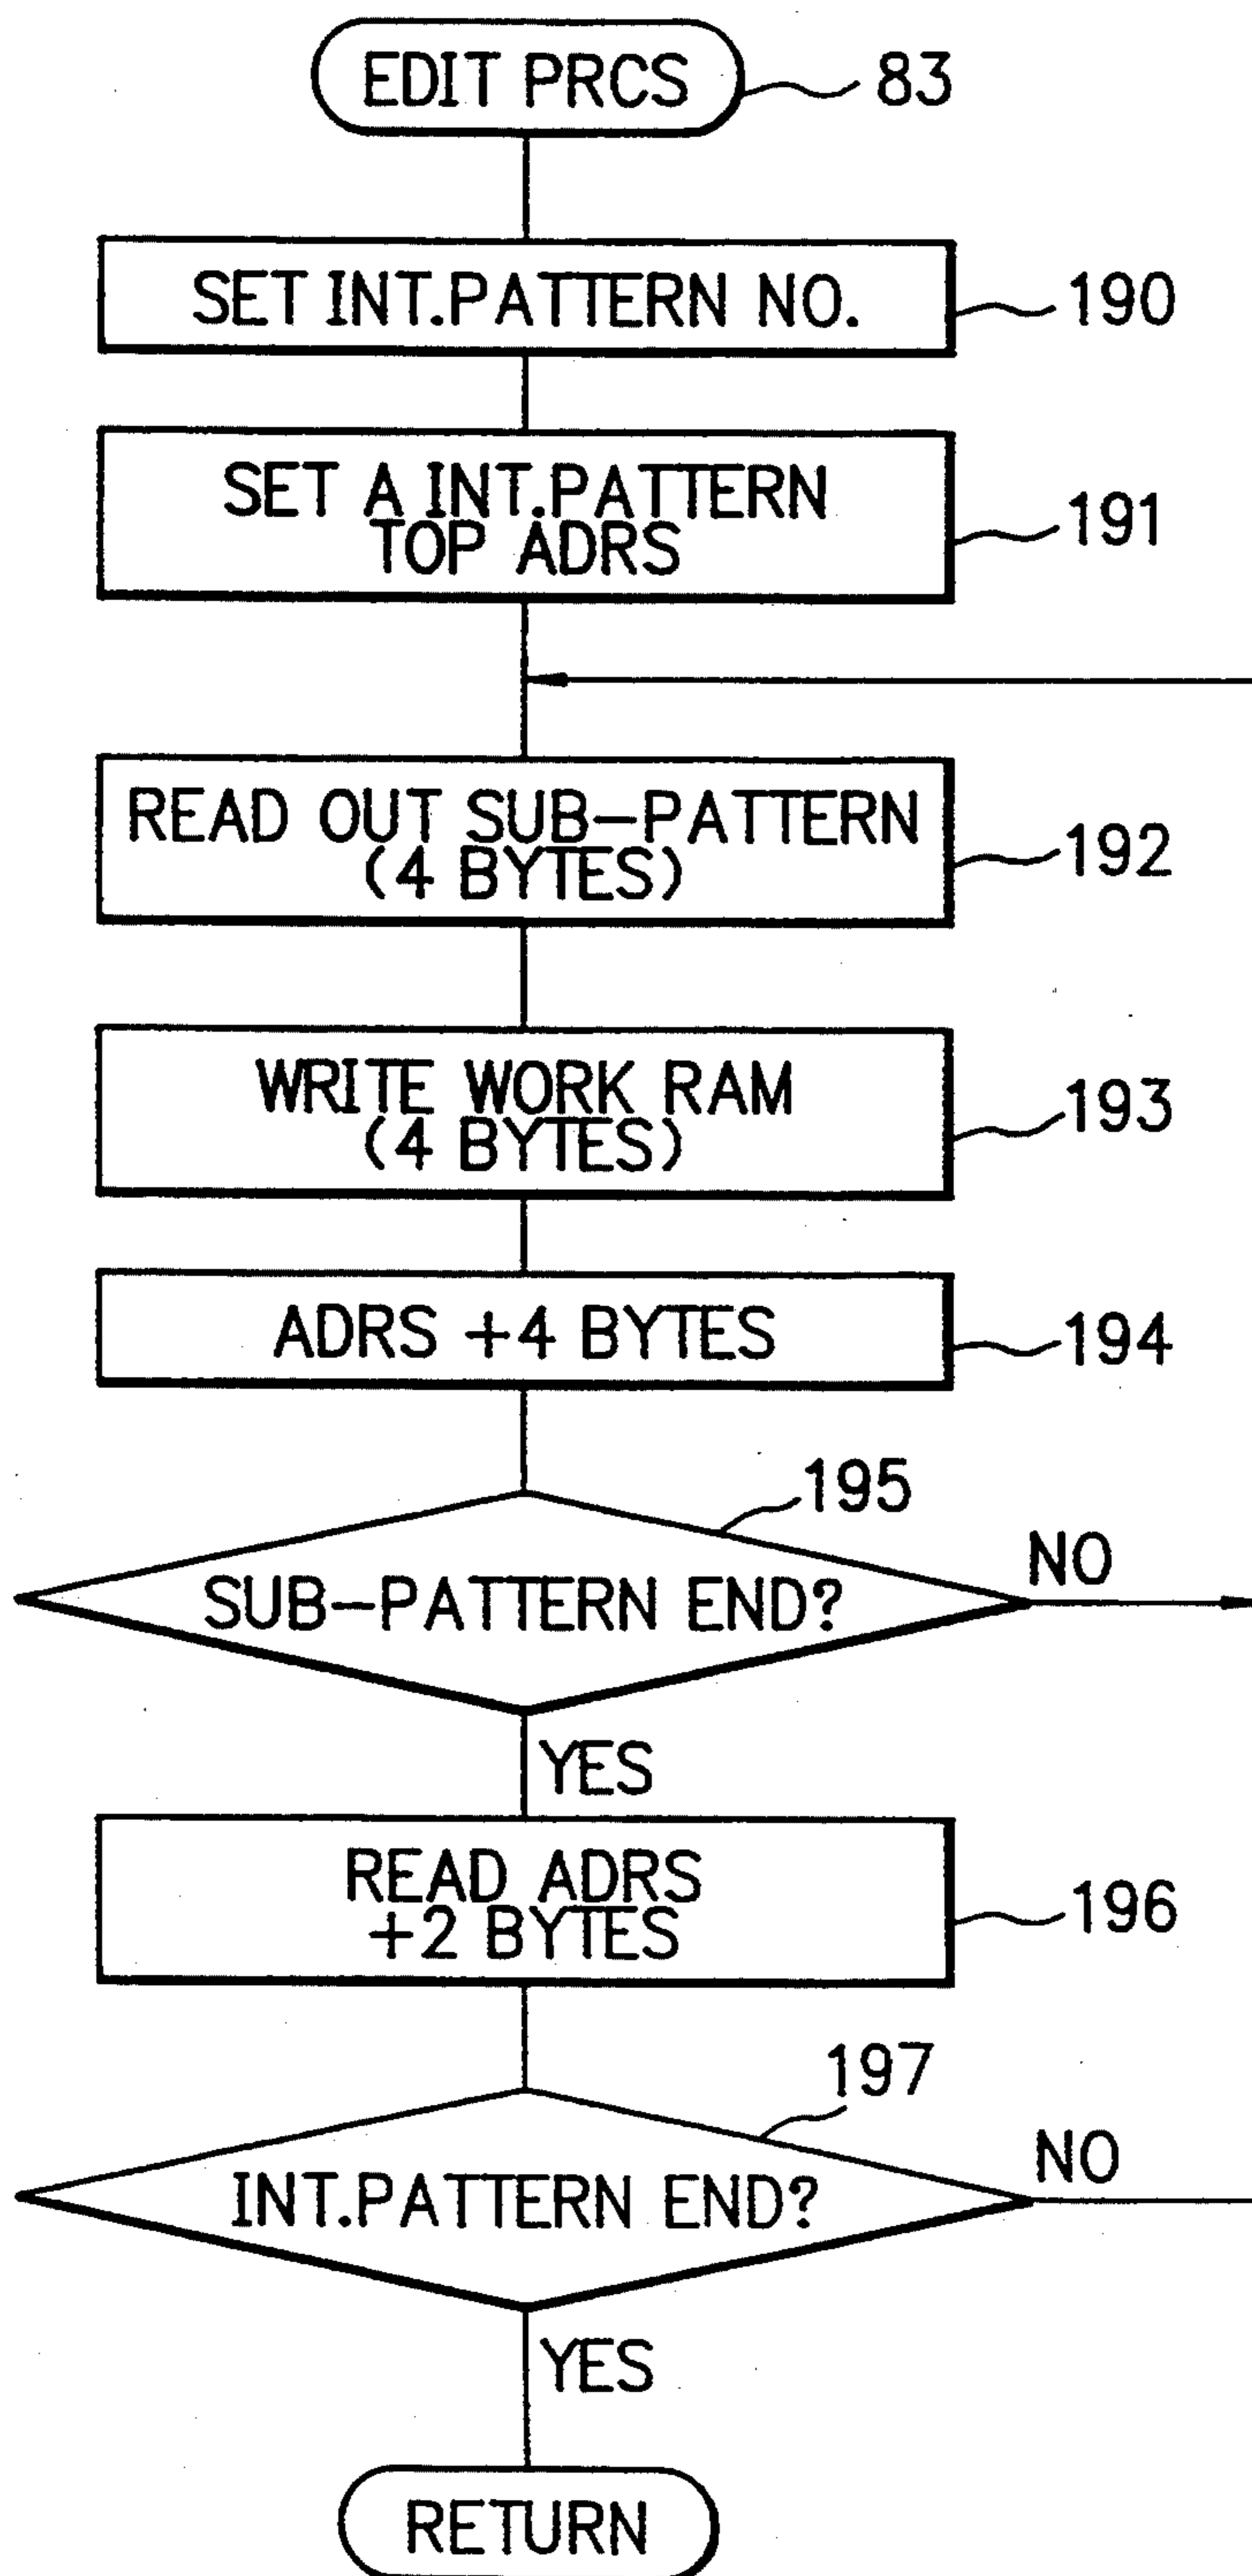 EDIT PRCS
83
SET INT.PATTERN NO.
190
SET A INT.PATTERN
TOP ADRS
191
READ OUT SUB-PATTERN
(4 BYTES)
192
WRITE WORK RAM
(4 BYTES)
193
ADRS +4 BYTES
194
195
SUB-PATTERN END?
NO
YES
READ ADRS
+2 BYTES
196
197
INT.PATTERN END?
NO
YES
RETURN